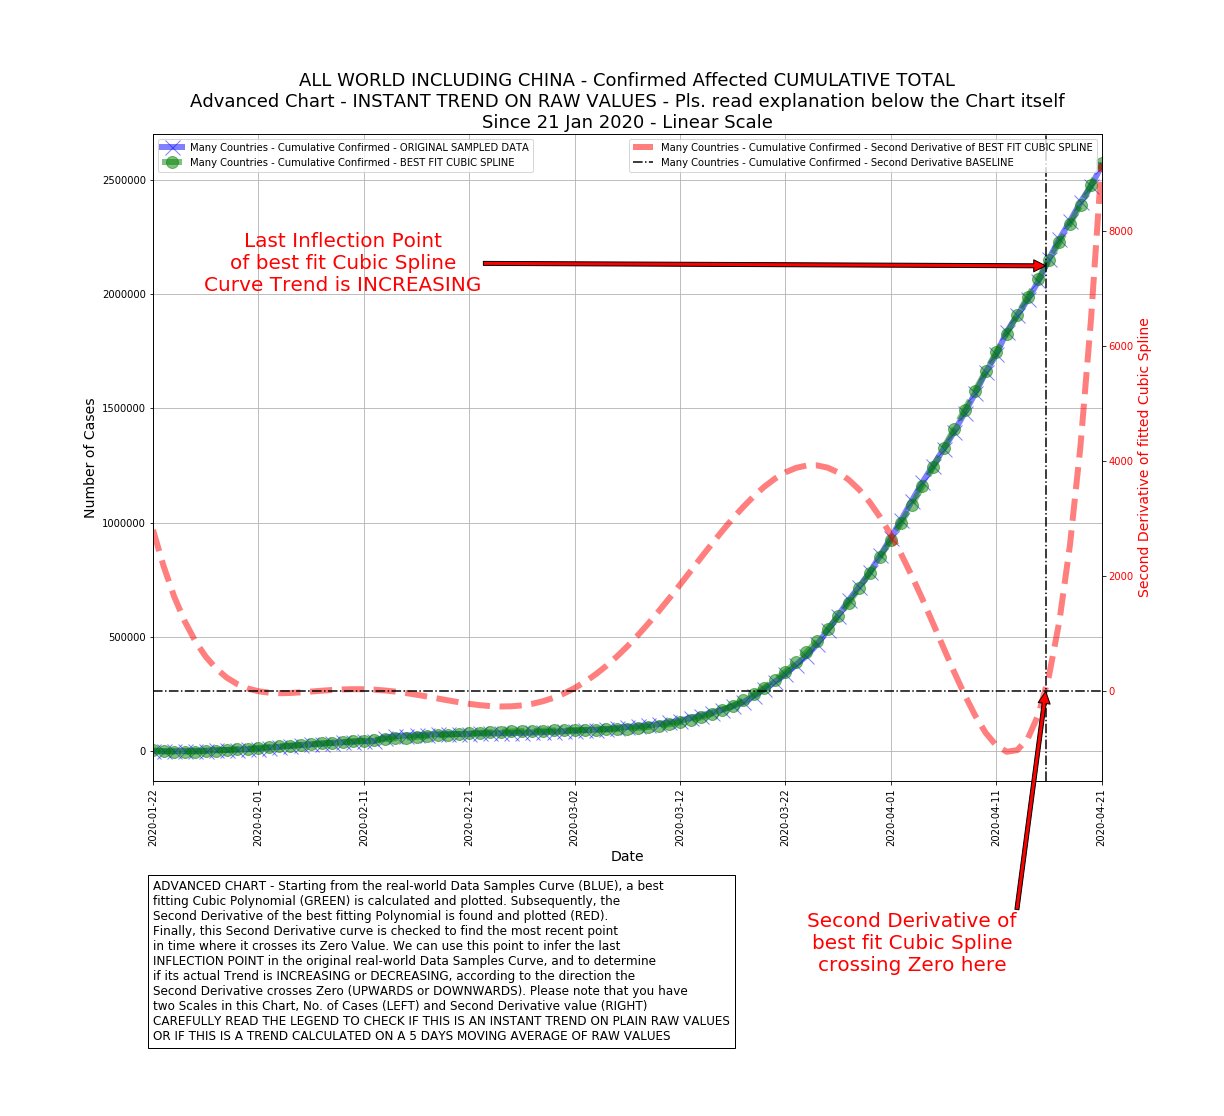 ALL WORLD INCLUDING CHINA - Confirmed Affected CUMULATIVE TOTAL
Advanced Chart - INSTANT TREND ON RAW VALUES - Pls. read explanation below the Chart itself
Since 21 Jan 2020 - Linear Scale
Many Countries - Cumulative Confirmed - ORIGINAL SAMPLED DATA
Many Countries - Cumulative Confirmed - BEST FIT CUBIC SPLINE
Many Countries - Cumulative Confirmed - Second Derivative of BEST FIT CUBIC SPLINE
Many Countries - Cumulative Confirmed - Second Derivative BASELINE
Last Inflection Point
of best fit Cubic Spline
Curve Trend is INCREASING
Number of Cases
2500000
2000000
1500000
1000000
500000
0
Second Derivative of fitted Cubic Spline
8000
6000
4000
2000
0
2020-01-22
2020-02-01
2020-02-11
2020-02-21
2020-03-02
2020-03-12
2020-03-22
2020-04-01
2020-04-11
2020-04-21
Date
Second Derivative of
best fit Cubic Spline
crossing Zero here
ADVANCED CHART - Starting from the real-world Data Samples Curve (BLUE), a best
fitting Cubic Polynomial (GREEN) is calculated and plotted. Subsequently, the
Second Derivative of the best fitting Polynomial is found and plotted (RED).
Finally, this Second Derivative curve is checked to find the most recent point
in time where it crosses its Zero Value. We can use this point to infer the last
INFLECTION POINT in the original real-world Data Samples Curve, and to determine
if its actual Trend is INCREASING or DECREASING, according to the direction the
Second Derivative crosses Zero (UPWARDS or DOWNWARDS). Please note that you have
two Scales in this Chart, No. of Cases (LEFT) and Second Derivative value (RIGHT)
CAREFULLY READ THE LEGEND TO CHECK IF THIS IS AN INSTANT TREND ON PLAIN RAW VALUES
OR IF THIS IS A TREND CALCULATED ON A 5 DAYS MOVING AVERAGE OF RAW VALUES